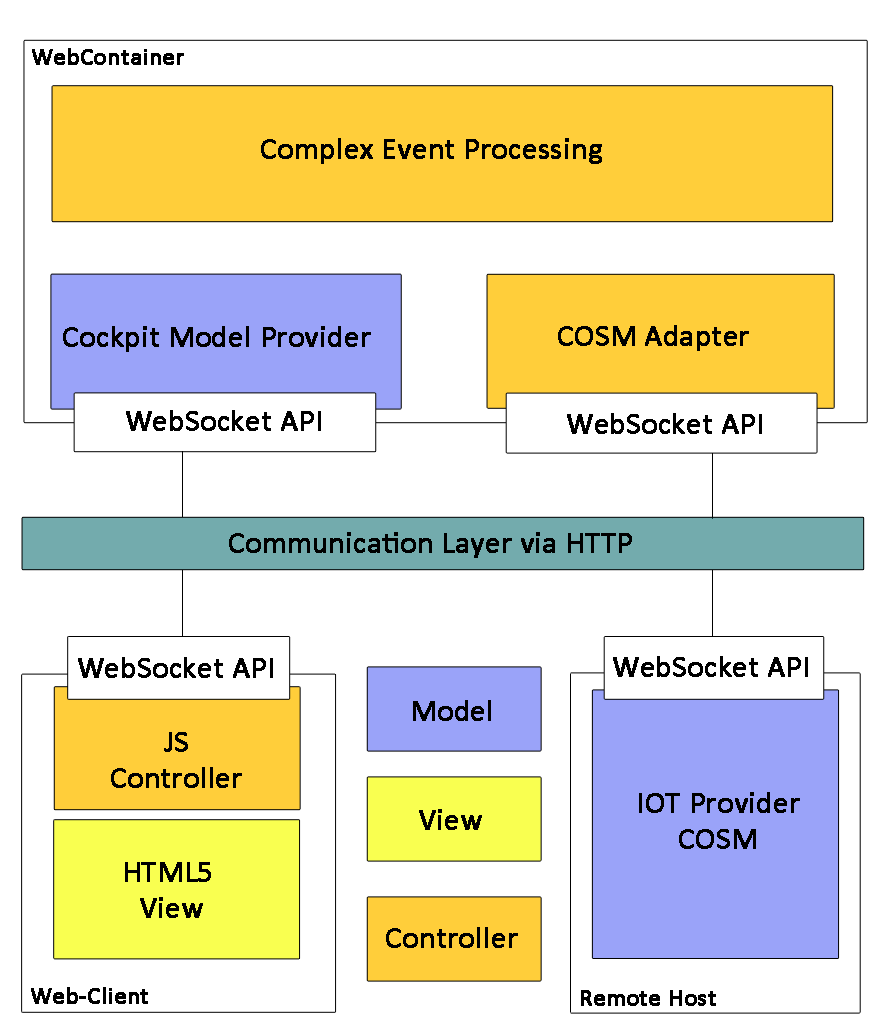 WebContainer
Complex Event Processing
Cockpit Model Provider
COSM Adapter
WebSocket API
WebSocket API
Communication Layer via HTTP
WebSocket API
WebSocket API
JS
Controller
HTML5
View
Web-Client
Model
View
Controller
IOT Provider
COSM
Remote Host